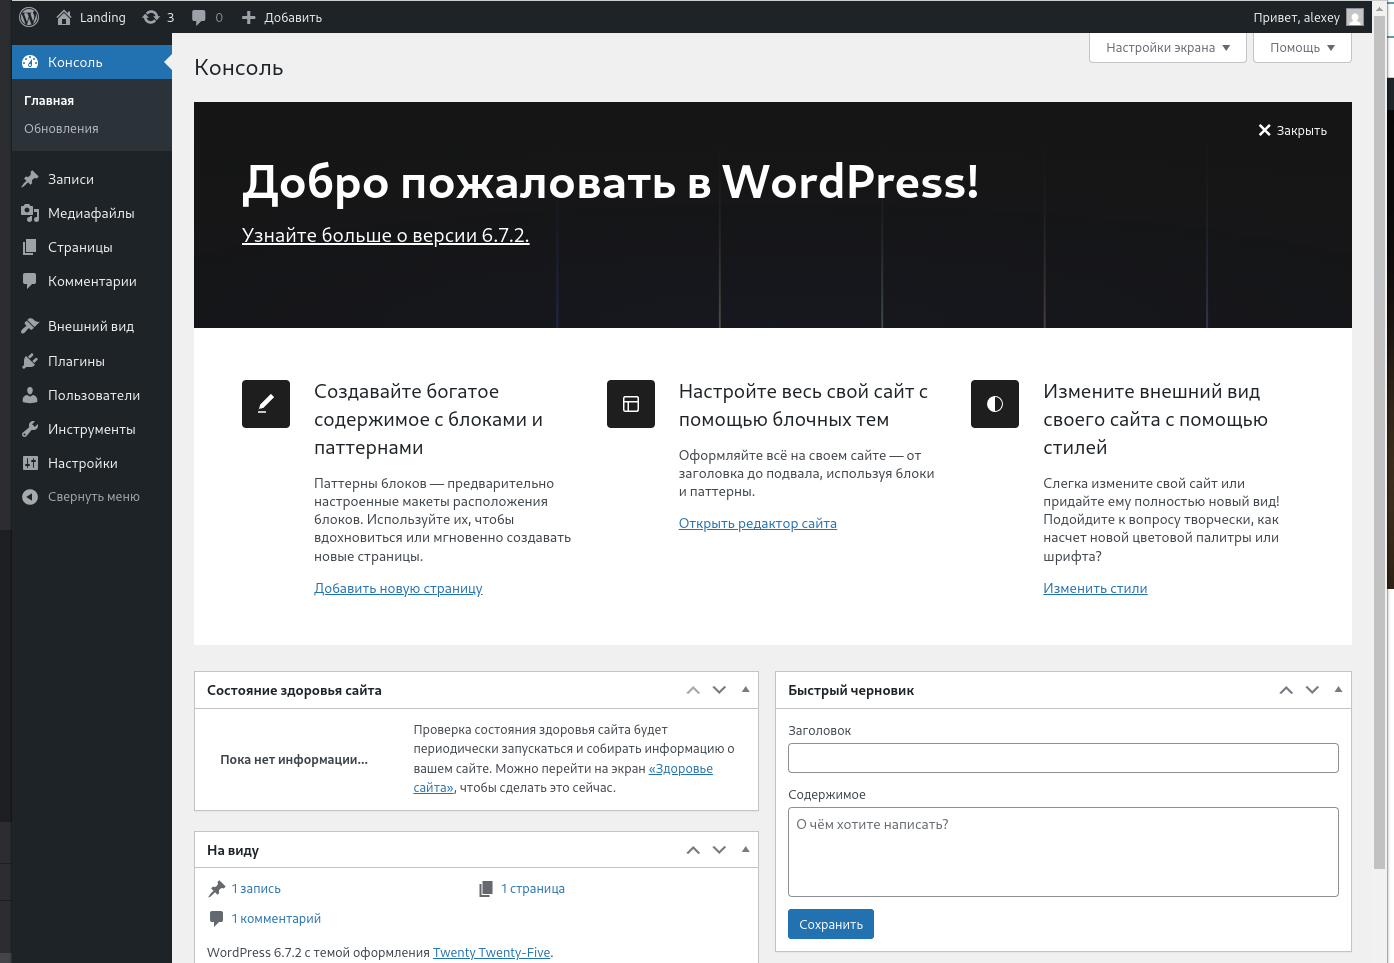 Landing 3 0 Добавить Привет, alexey
Консоль
Главная
Обновления
Записи
Медиафайлы
Страницы
Комментарии
Внешний вид
Плагины
Пользователи
Инструменты
Настройки
Свернуть меню
Настройки экрана Помощь
Консоль
Закрыть
Добро пожаловать в WordPress!
Узнайте больше о версии 6.7.2.
Создавайте богатое
содержимое с блоками и
паттернами
Паттерны блоков — предварительно
настроенные макеты расположения
блоков. Используйте их, чтобы
вдохновиться или мгновенно создавать
новые страницы.
Добавить новую страницу
Настройте весь свой сайт с
помощью блочных тем
Оформляйте всё на своем сайте — от
заголовка до подвала, используя блоки
и паттерны.
Открыть редактор сайта
Измените внешний вид
своего сайта с помощью
стилей
Слегка измените свой сайт или
придайте ему полностью новый вид!
Подойдите к вопросу творчески, как
насчет новой цветовой палитры или
шрифта?
Изменить стили
Состояние здоровья сайта
Пока нет информации…
Проверка состояния здоровья сайта будет
периодически запускаться и собирать информацию о
вашем сайте. Можно перейти на экран «Здоровье
сайта», чтобы сделать это сейчас.
На виду
1 запись 1 страница
1 комментарий
WordPress 6.7.2 с темой оформления Twenty Twenty-Five.
Быстрый черновик
Заголовок
Содержимое
О чём хотите написать?
Сохранить